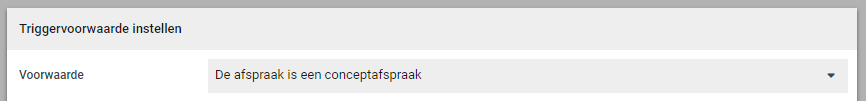 Triggervoorwaarde instellen
Voorwaarde De afspraak is een conceptafspraak